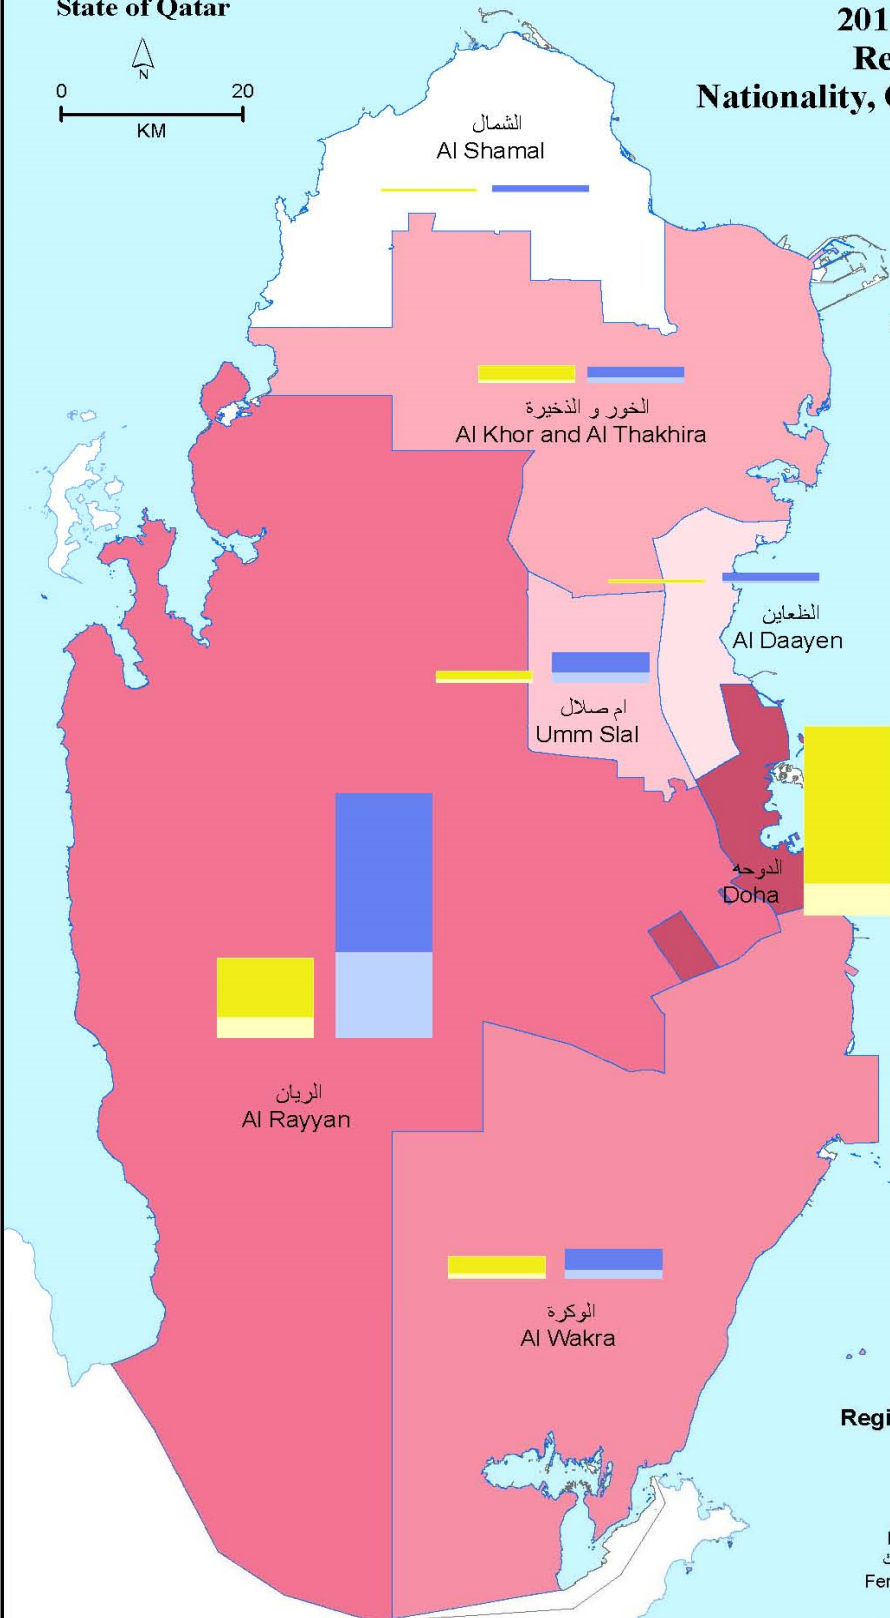 State of Qatar
N
0 20
KM
201
Re
Nationality,
الشمال
Al Shamal
الخور و الذخيرة
Al Khor and Al Thakhira
الظعاين
Al Daayen
ام صلال
Umm Slal
الدوحه
Doha
الريان
Al Rayyan
الوكرة
Al Wakra
Regi
Fer